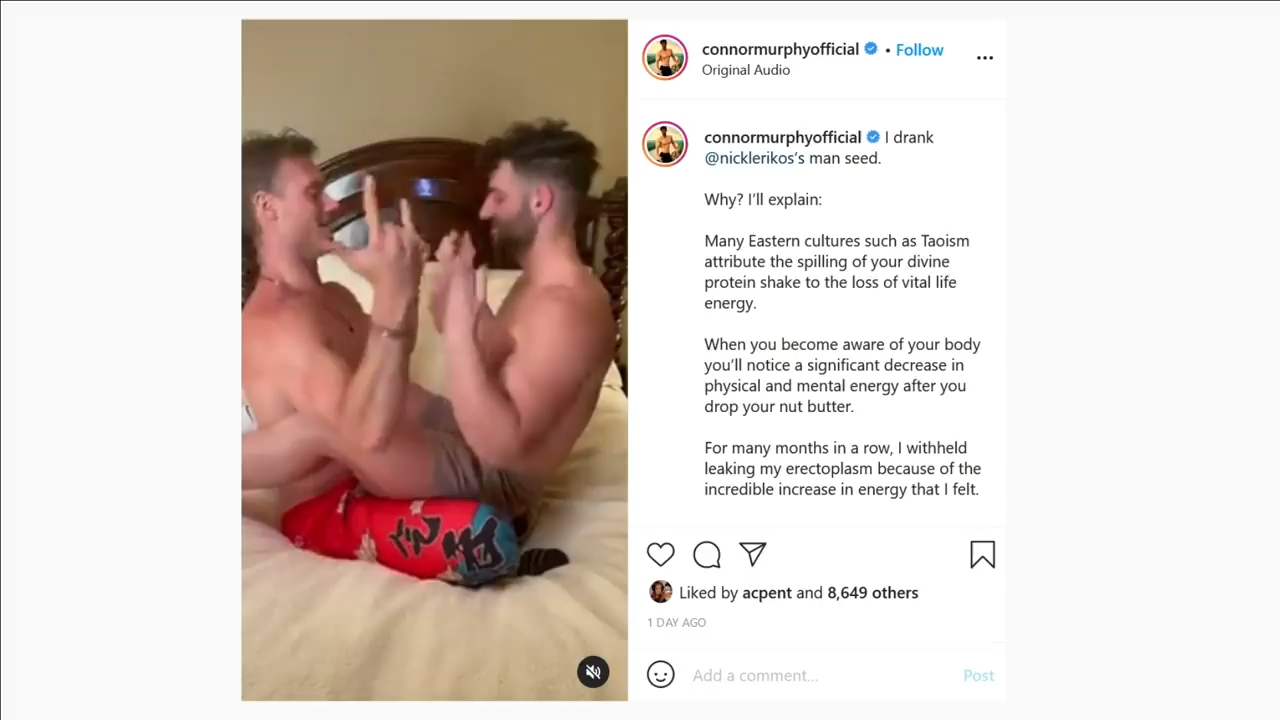 connormurphyofficial • Follow
Original Audio
connormurphyofficial I drank
@nicklerikos's man seed.
Why? I'll explain:
Many Eastern cultures such as Taoism
attribute the spilling of your divine
protein shake to the loss of vital life
energy.
When you become aware of your body
you'll notice a significant decrease in
physical and mental energy after you
drop your nut butter.
For many months in a row, I withheld
leaking my erectoplasm because of the
incredible increase in energy that I felt.
Liked by acpent and 8,649 others
1 DAY AGO
Add a comment... Post